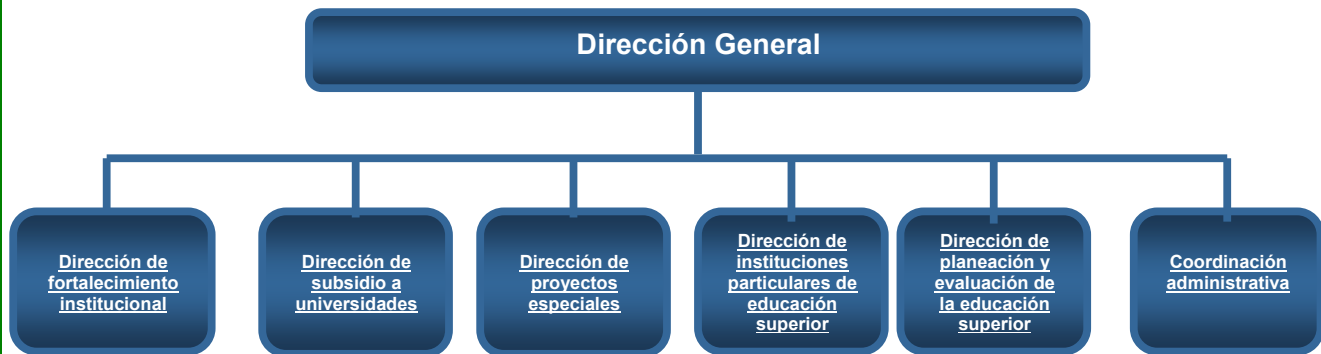 Dirección General
Dirección de
fortalecimiento
institucional
Dirección de
subsidio a
universidades
Dirección de
proyectos
especiales
Dirección de
instituciones
particulares de
educación
superior
Dirección de
planeación y
evaluación de
la educación
superior
Coordinación
administrativa